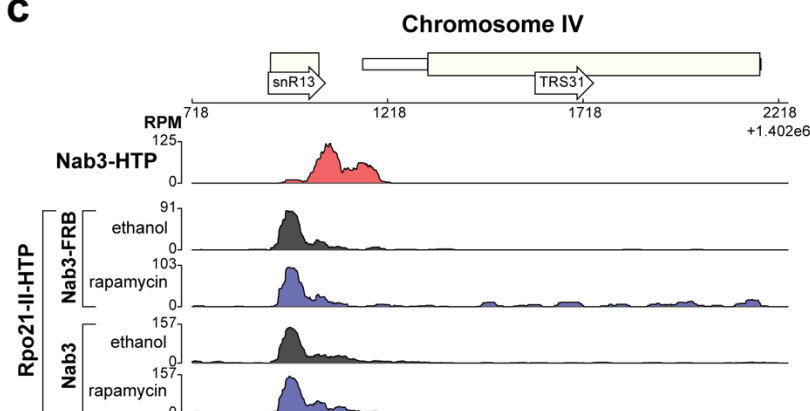 c
Chromosome IV
snR13
TRS31
718 1218 1718 2218
+1.402e6
RPM
125
Nab3-HTP
0
Rpo21-II-HTP
Nab3-FRB
91
ethanol
0
103
rapamycin
0
Nab3
157
ethanol
0
157
rapamycin
0